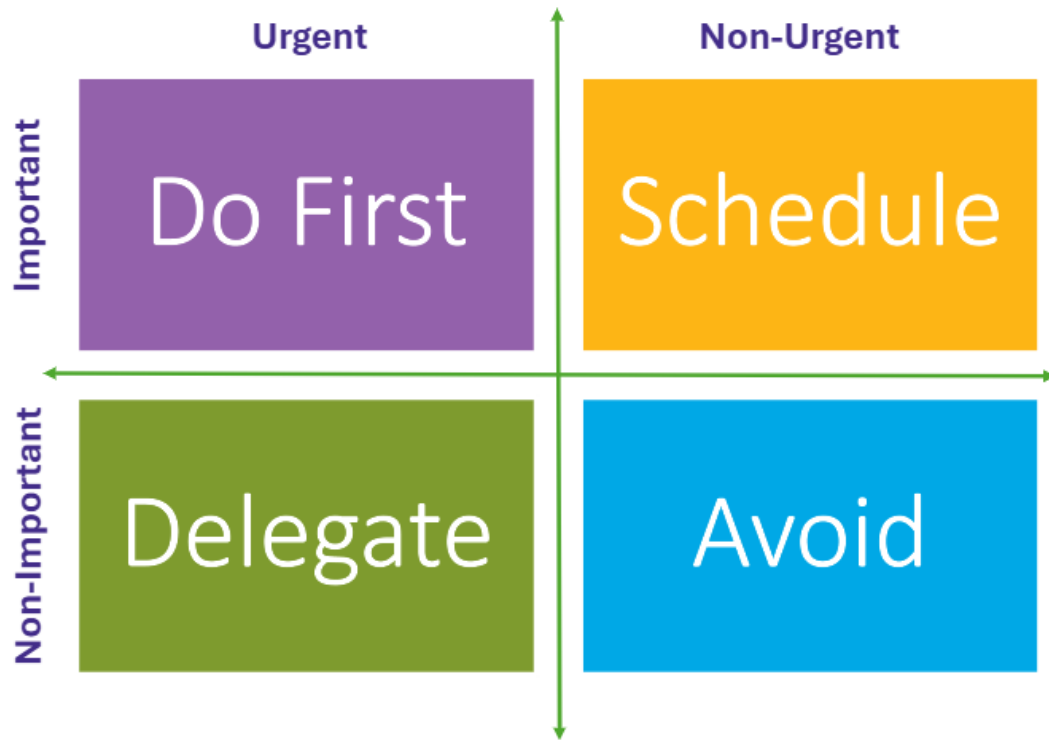 Urgent
Non-Urgent
Important
Do First
Schedule
Non-Important
Delegate
Avoid